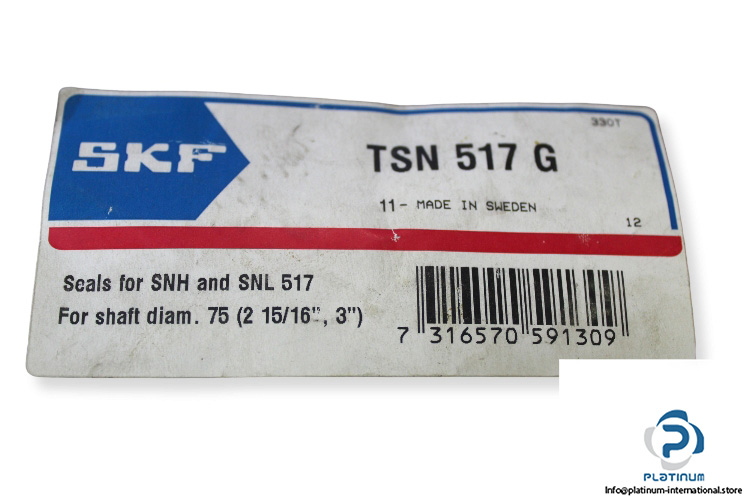 330T
SKF
TSN 517 G
11- MADE IN SWEDEN
12
Seals for SNH and SNL 517
For shaft diam. 75 (2 15/16", 3")
7 316570 591309
PLATINUM
Info@platinum-international.store